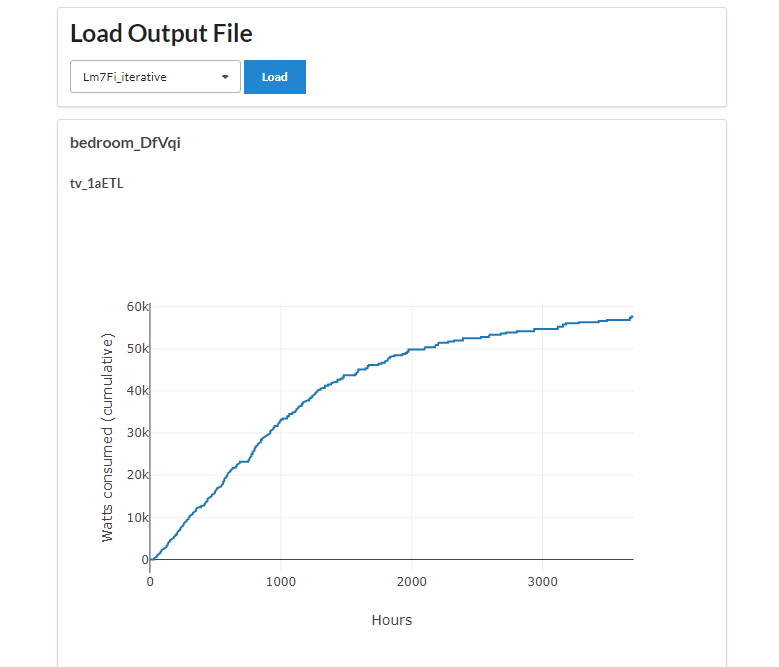 Load Output File
Lm7Fi_iterative
Load
bedroom_DfVqi
tv_1aETL
Watts consumed (cumulative)
60k
50k
40k
30k
20k
10k
0
0 1000 2000 3000
Hours